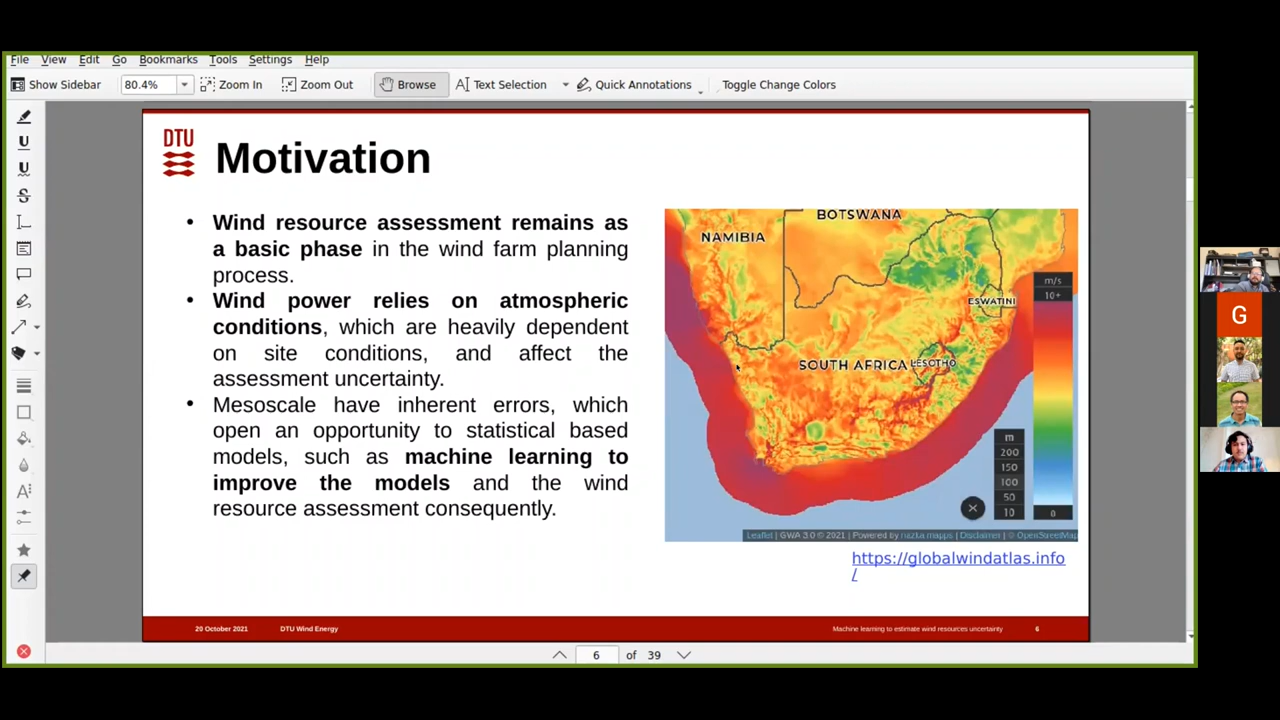 File View Edit Go Bookmarks Tools Settings Help
Show Sidebar 80.4% Zoom In Zoom Out Browse Text Selection Quick Annotations Toggle Change Colors
DTU
Motivation
• Wind resource assessment remains as
a basic phase in the wind farm planning
process.
• Wind power relies on atmospheric
conditions, which are heavily dependent
on site conditions, and affect the
assessment uncertainty.
• Mesoscale have inherent errors, which
open an opportunity to statistical based
models, such as machine learning to
improve the models and the wind
resource assessment consequently.
BOTSWANA
NAMIBIA
ESWATINI
SOUTH AFRICA
LESOTHO
m/s
10+
0
m
200
150
100
50
10
Leaflet | GWA 3.0 © 2021 | Powered by nazka mapps | Disclaimer | © OpenStreetMap
https://globalwindatlas.info
/
20 October 2021 DTU Wind Energy Machine learning to estimate wind resources uncertainty 6
6 of 39
G